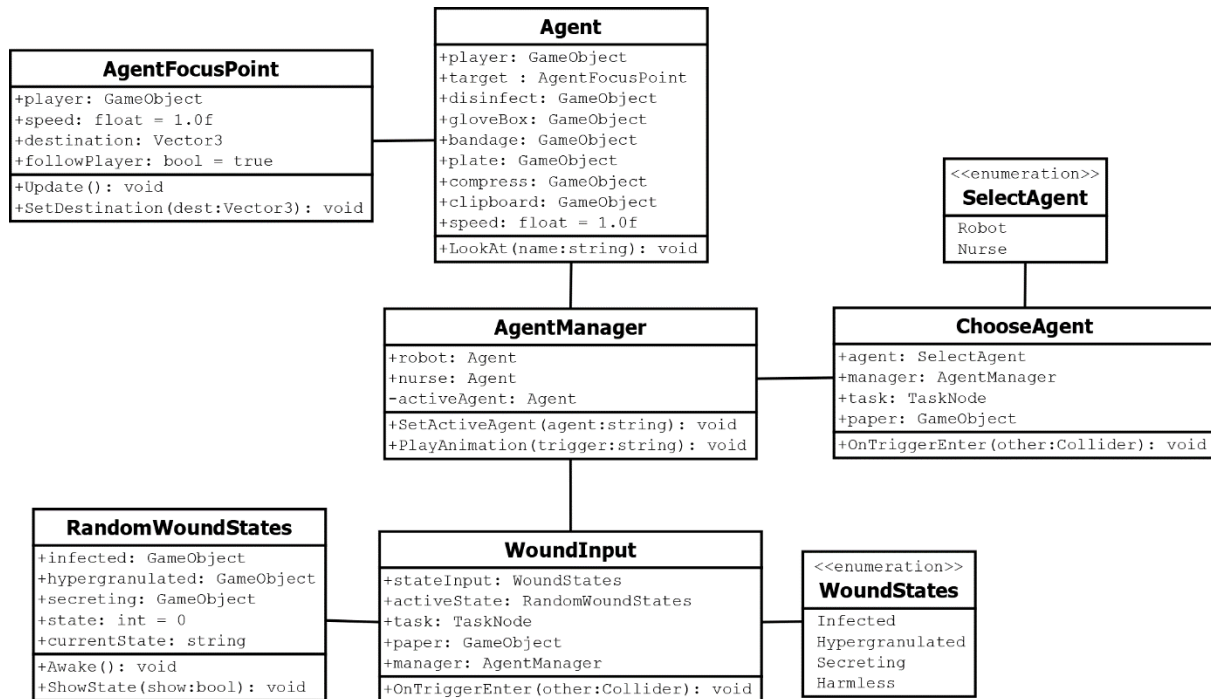 Agent
+player: GameObject
+target : AgentFocusPoint
+disinfect: GameObject
+gloveBox: GameObject
+bandage: GameObject
+plate: GameObject
+compress: GameObject
+clipboard: GameObject
+speed: float = 1.0f
+LookAt(name:string): void
AgentFocusPoint
+player: GameObject
+speed: float = 1.0f
+destination: Vector3
+followPlayer: bool = true
+Update(): void
+SetDestination(dest:Vector3): void
<<enumeration>>
SelectAgent
Robot
Nurse
AgentManager
+robot: Agent
+nurse: Agent
-activeAgent: Agent
+SetActiveAgent(agent:string): void
+PlayAnimation(trigger:string): void
ChooseAgent
+agent: SelectAgent
+manager: AgentManager
+task: TaskNode
+paper: GameObject
+OnTriggerEnter(other:Collider): void
RandomWoundStates
+infected: GameObject
+hypergranulated: GameObject
+secreting: GameObject
+state: int = 0
+currentState: string
+Awake(): void
+ShowState(show:bool): void
WoundInput
+stateInput: WoundStates
+activeState: RandomWoundStates
+task: TaskNode
+paper: GameObject
+manager: AgentManager
+OnTriggerEnter(other:Collider): void
<<enumeration>>
WoundStates
Infected
Hypergranulated
Secreting
Harmless